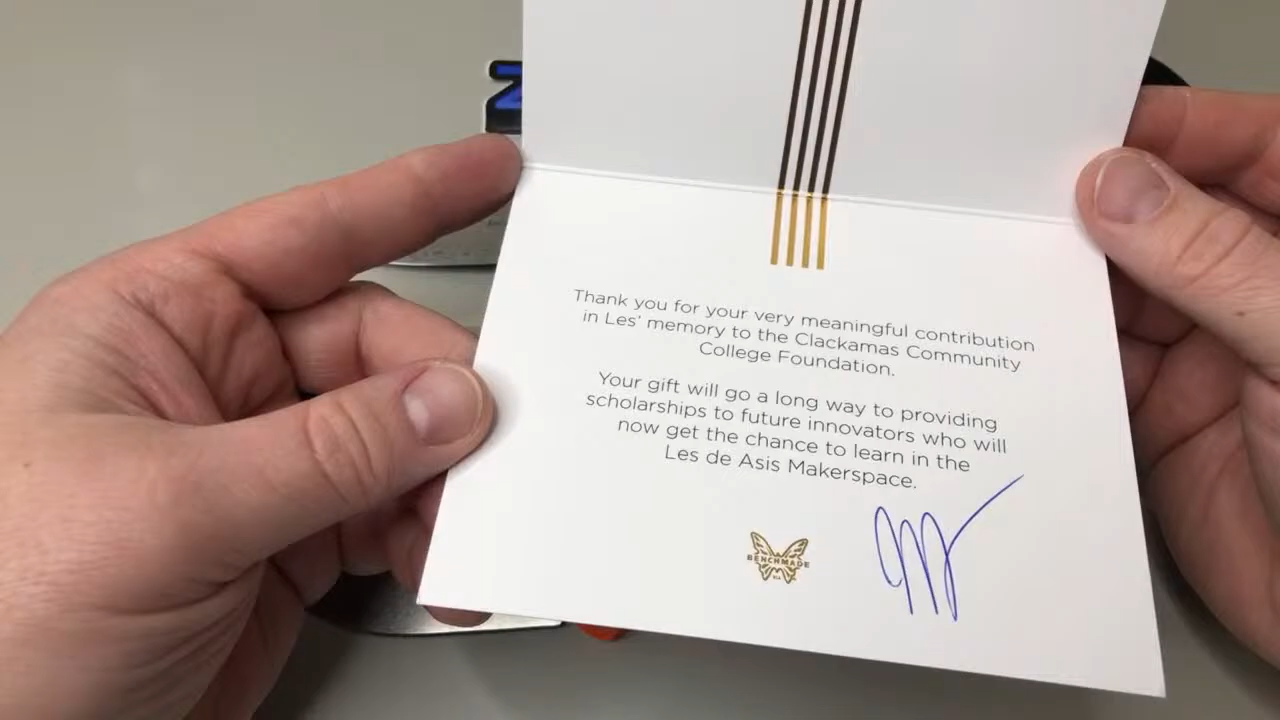 Thank you for your very meaningful contribution
in Les' memory to the Clackamas Community
College Foundation.
Your gift will go a long way to providing
scholarships to future innovators who will
now get the chance to learn in the
Les de Asis Makerspace.
BENCHMADE